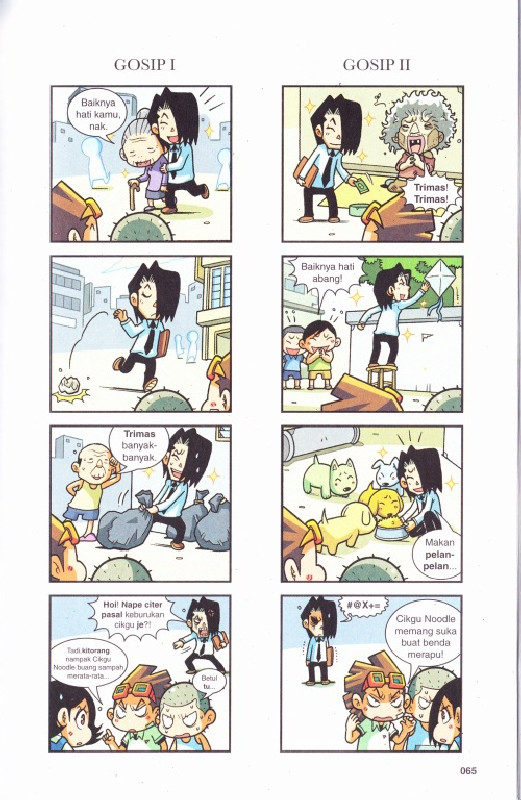 GOSIP I
Baiknya
hati kamu,
nak.
Trimas
banyak-
banyak.
Hoi! Nape citer
pasal keburukan
cikgu je?!
Tadi kitorang
nampak Cikgu
Noodle buang sampah
merata-rata...
Betul
tu...
GOSIP II
Trimas!
Trimas!
Baiknya hati
abang!
Makan
pelan-
pelan...
#@X+=
Cikgu Noodle
memang suka
buat benda
merapu!
065